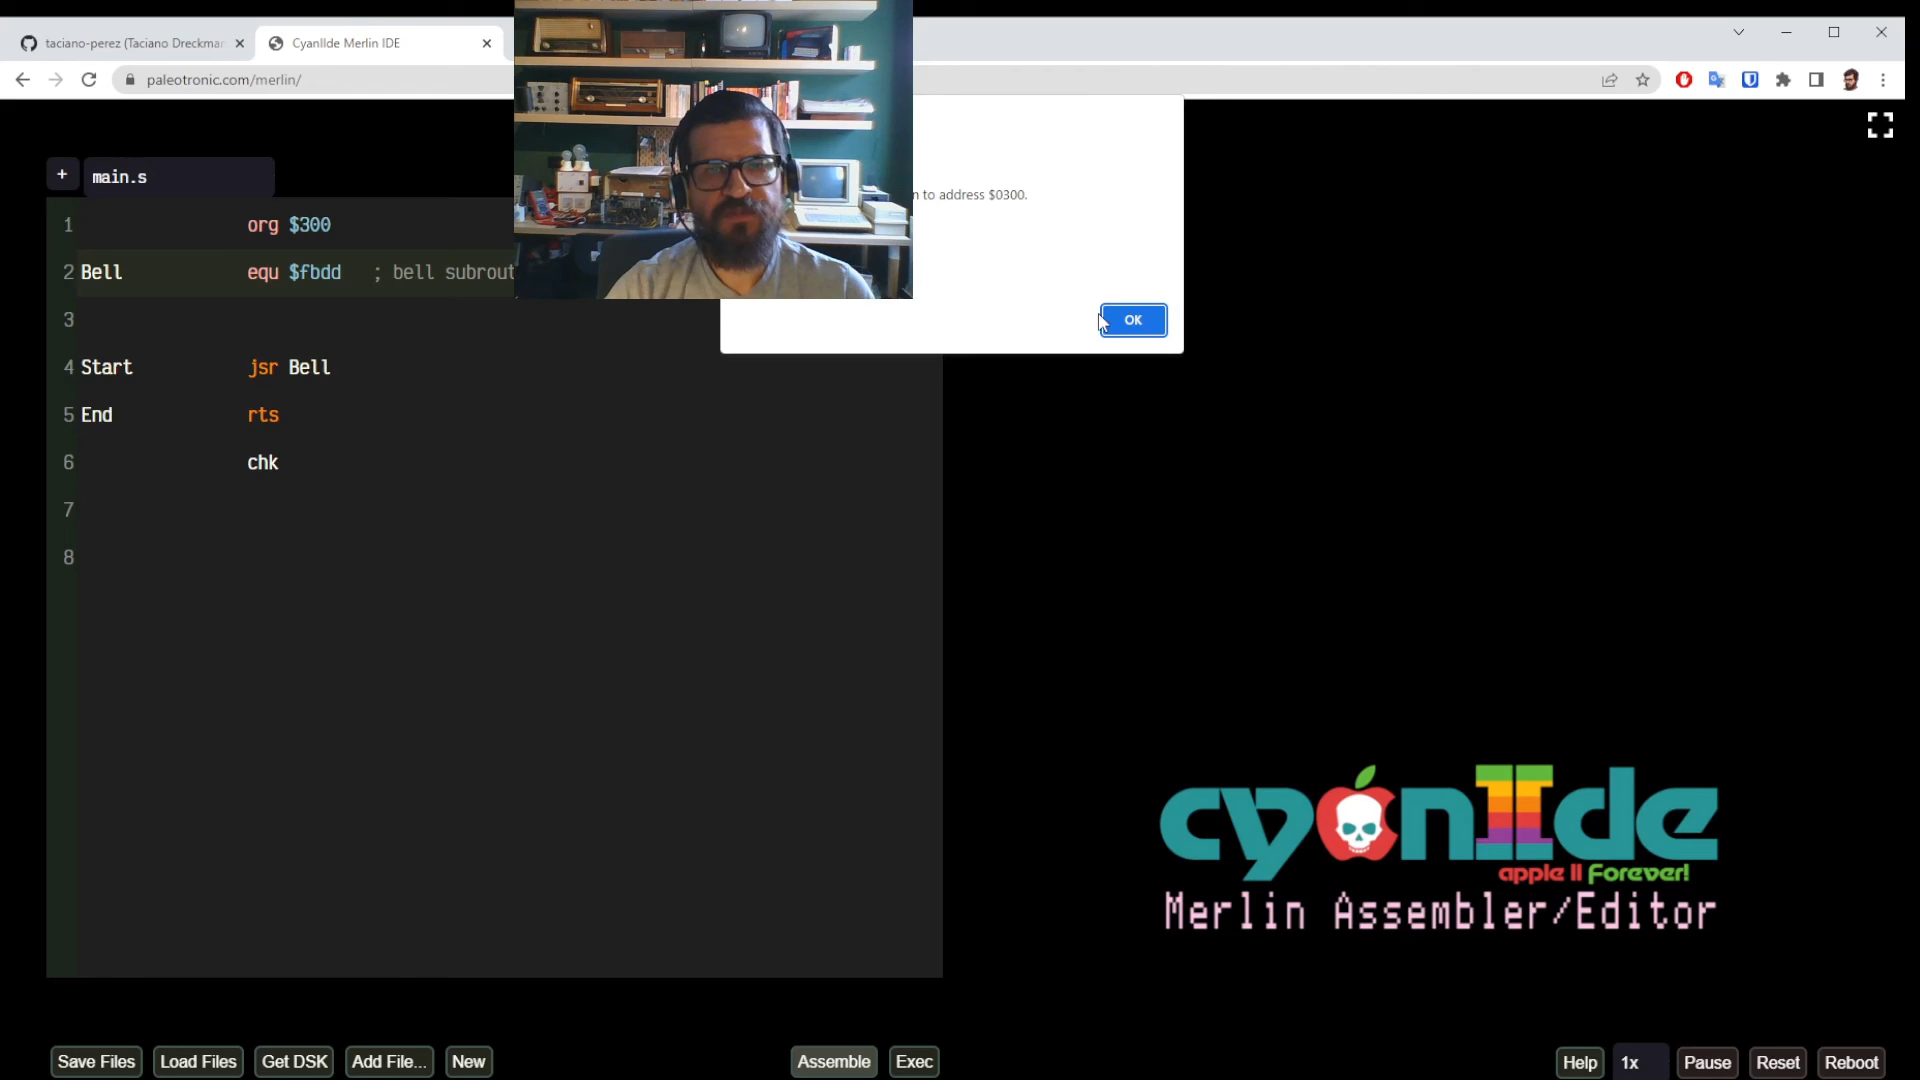 taciano-perez (Taciano Dreckmar
CyanIIde Merlin IDE
paleotronic.com/merlin/
n to address $0300.
OK
+ main.s
1 org $300
2 Bell equ $fbdd ; bell subrout
3
4 Start jsr Bell
5 End rts
6 chk
7
8
cyanIIde
apple II Forever!
Merlin Assembler/Editor
Save Files Load Files Get DSK Add File... New Assemble Exec Help 1x Pause Reset Reboot